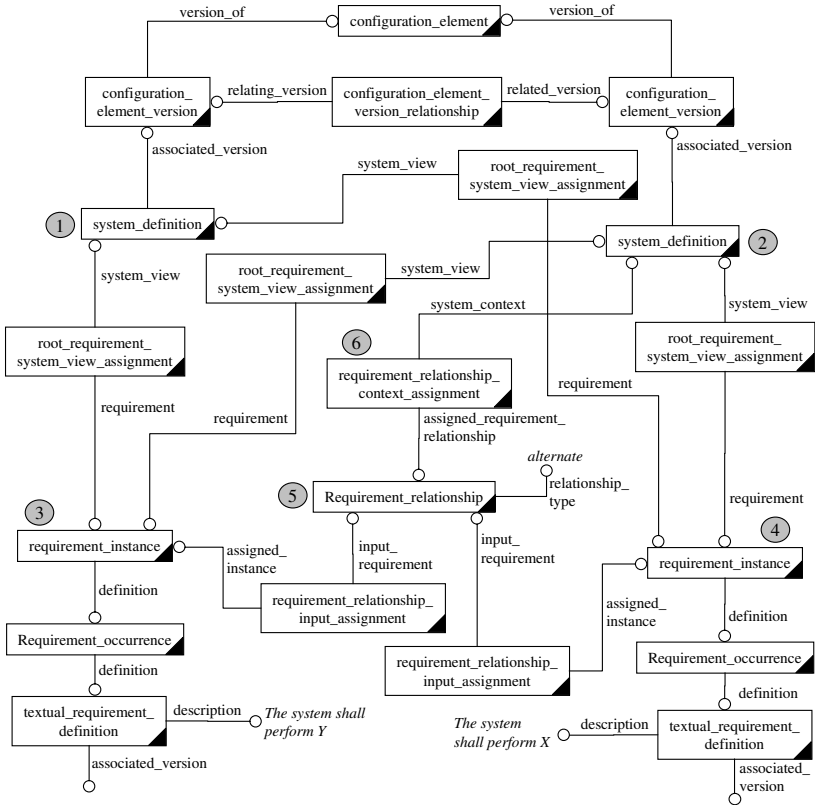 version_of
configuration_element
version_of
configuration_
element_version
relating_version
configuration_element_
version_relationship
related_version
configuration_
element_version
associated_version
associated_version
system_view
root_requirement_
system_view_assignment
1
system_definition
system_definition
2
system_view
root_requirement_
system_view_assignment
system_view
system_context
system_view
root_requirement_
system_view_assignment
6
root_requirement_
system_view_assignment
requirement_relationship_
context_assignment
requirement
requirement
requirement
assigned_requirement_
relationship
alternate
5
Requirement_relationship
relationship_
type
requirement
3
4
requirement_instance
assigned_
instance
input_
requirement
input_
requirement
requirement_instance
definition
requirement_relationship_
input_assignment
assigned_
instance
definition
Requirement_occurrence
requirement_relationship_
input_assignment
Requirement_occurrence
definition
definition
textual_requirement_
definition
description
The system shall
perform Y
The system
shall perform X
description
textual_requirement_
definition
associated_version
associated_
version